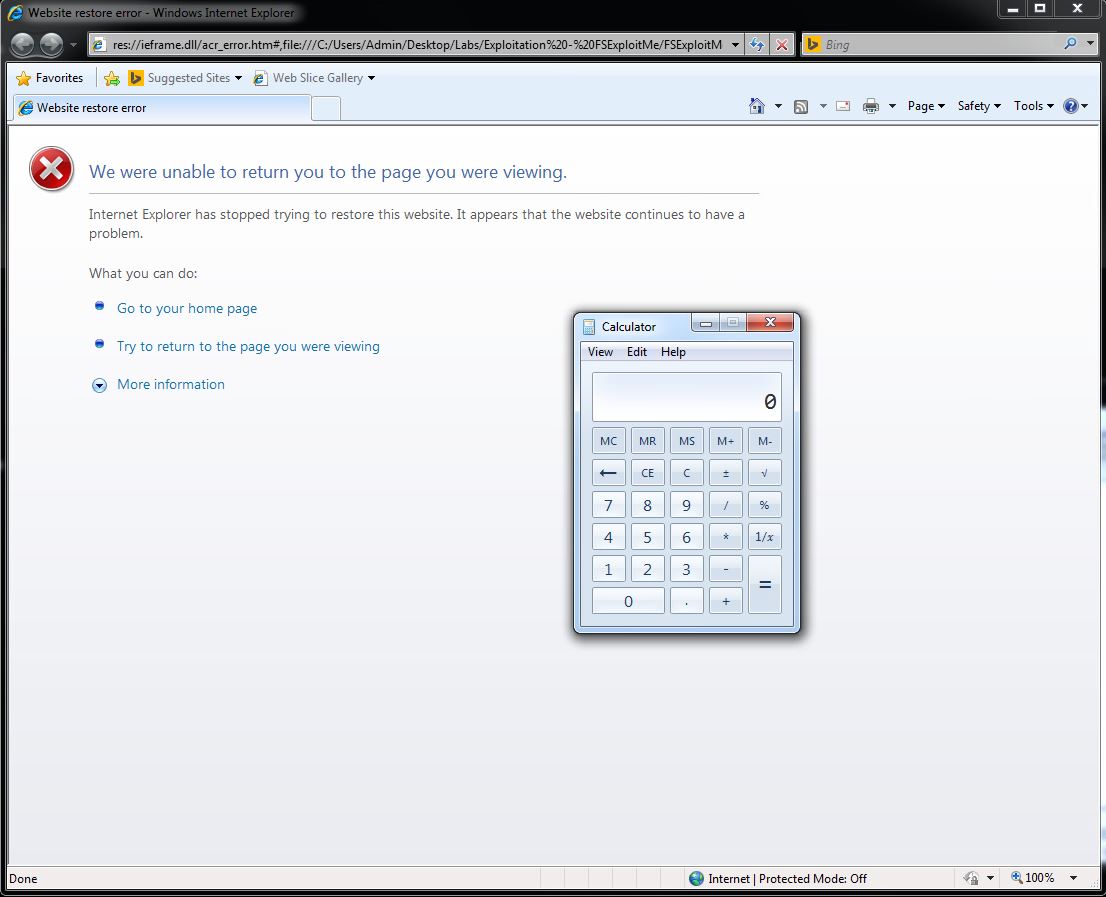 Website restore error - Windows Internet Explorer
res://ieframe.dll/acr_error.htm#,file:///C:/Users/Admin/Desktop/Labs/Exploitation%20-%20FSExploitMe/FSExploitM
Bing
Favorites
Suggested Sites
Web Slice Gallery
Website restore error
Page
Safety
Tools
We were unable to return you to the page you were viewing.
Internet Explorer has stopped trying to restore this website. It appears that the website continues to have a
problem.
What you can do:
Go to your home page
Try to return to the page you were viewing
More information
Calculator
View Edit Help
0
MC MR MS M+ M-
← CE C ± √
7 8 9 / %
4 5 6 * 1/x
1 2 3 - =
0 . +
Done
Internet | Protected Mode: Off
100%